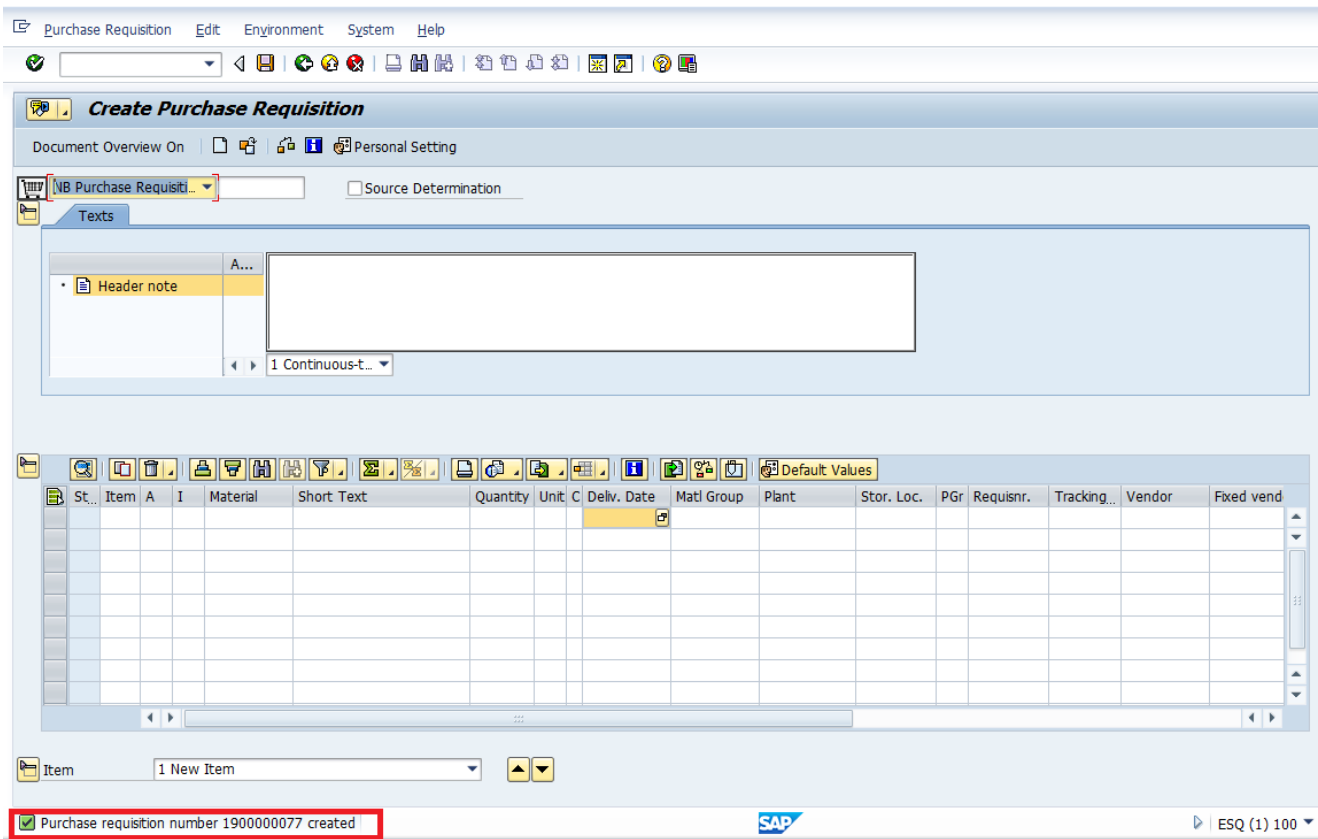 Purchase Requisition Edit Environment System Help
Create Purchase Requisition
Document Overview On Personal Setting
NB Purchase Requisiti... Source Determination
Texts
A...
Header note
1 Continuous-t...
Default Values
St... Item A I Material Short Text Quantity Unit C Deliv. Date Matl Group Plant Stor. Loc. PGr Requisnr. Tracking... Vendor Fixed vend
Item 1 New Item
Purchase requisition number 1900000077 created SAP ESQ (1) 100